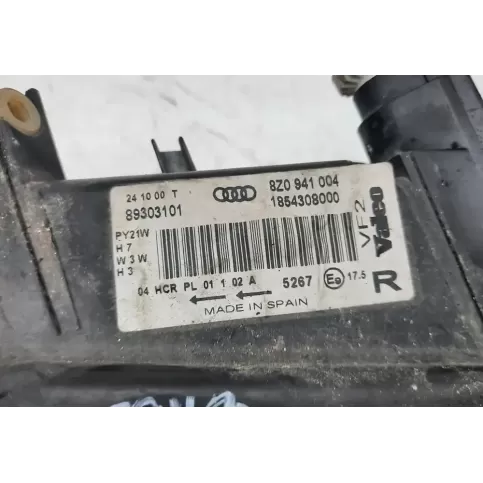 24 10 00 T
8Z0 941 004
89303101
1854308000
PY21W
H7
W3W
H3
04 HCR PL 01 1 02 A
5267
E9
17.5
R
MADE IN SPAIN
VF2
Valeo